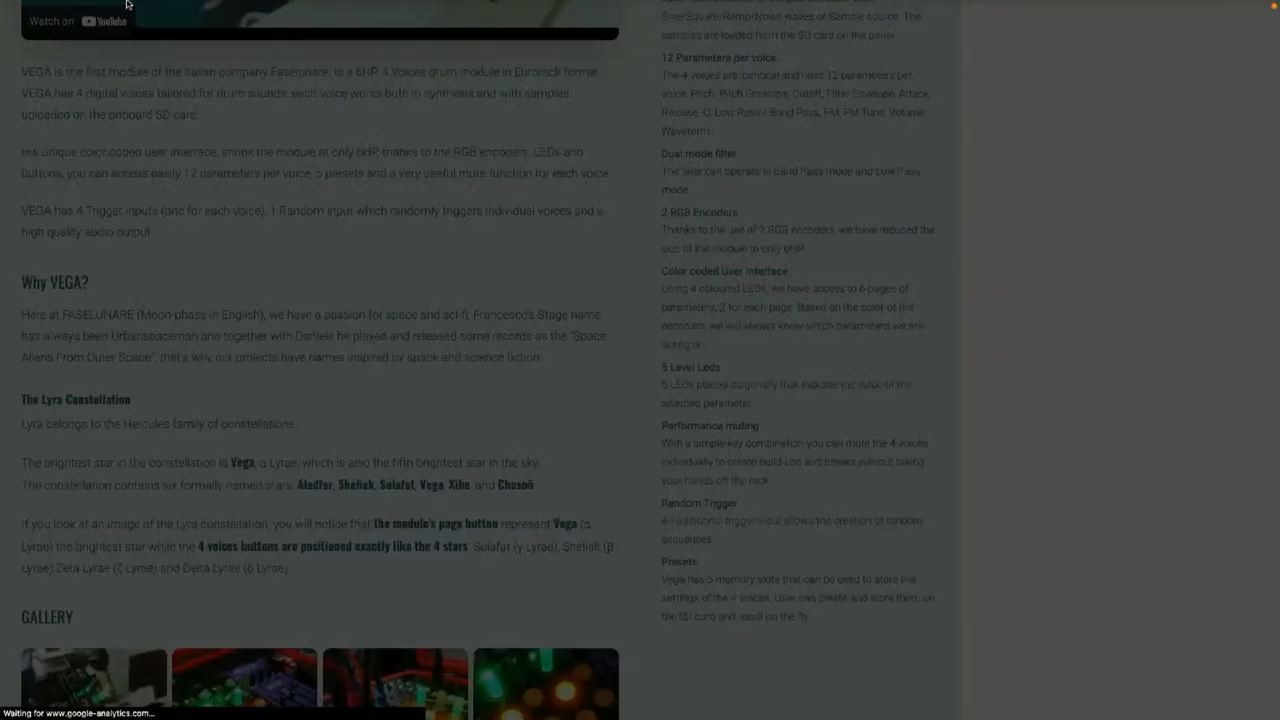 Watch on YouTube
VEGA is the first module of the Italian company Faselunare, is a 6HP, 4 Voices drum module in Eurorack format.
VEGA has 4 digital voices tailored for drum sounds, each voice works both in synthesis and with samples
uploaded on the onboard SD card.
His unique color coded user interface, shrink the module at only 6HP, thanks to the RGB encoders, LEDs and
buttons, you can access easily 12 parameters per voice, 5 presets and a very useful mute function for each voice
VEGA has 4 Trigger inputs (one for each voice), 1 Random input which randomly triggers individual voices and a
high quality audio output
Why VEGA?
Here at FASELUNARE (Moon-phase in English), we have a passion for space and sci-fi. Francesco's Stage name
has always been Urbanspaceman and together with Daniele he played and released some records as the "Space
Aliens From Outer Space", that's why our projects have names inspired by space and science fiction!
The Lyra Constellation
Lyra belongs to the Hercules family of constellations.
The brightest star in the constellation is Vega, α Lyrae, which is also the fifth brightest star in the sky.
The constellation contains six formally named stars: Aladfar, Sheliak, Sulafat, Vega, Xihe, and Chasoň
If you look at an image of the Lyra constellation, you will notice that the module's page button represent Vega (α
Lyrae) the brightest star while the 4 voices buttons are positioned exactly like the 4 stars: Sulafat (γ Lyrae), Sheliak (β
Lyrae) Zeta Lyrae (ζ Lyrae) and Delta Lyrae (δ Lyrae)
GALLERY
Sine/Square/Ramp/Noise waves or Sample source. The
samples are loaded from the SD card on the panel.
12 Parameters per voice
The 4 voices are identical and have 12 parameters per
voice. Pitch, Pitch Envelope, Cutoff, Filter Envelope, Attack,
Release, Q, Low Pass / Band Pass, FM, FM Tune, Volume,
Waveform
Dual mode filter
The filter can operate in Band Pass mode and Low Pass
mode
2 RGB Encoders
Thanks to the use of 2 RGB encoders, we have reduced the
size of the module to only 6HP
Color coded User Interface
Using 4 coloured LEDs, we have access to 6 pages of
parameters, 2 for each page. Based on the color of the
encoders, we will always know which parameters we are
acting on.
5 Level Leds
5 LEDs placed diagonally that indicate the value of the
selected parameter
Performance muting
With a simple key combination you can mute the 4 voices
individually to create build-ups and breaks without taking
your hands off the rack
Random Trigger
An additional trigger input allows the creation of random
sequences
Presets
Vega has 5 memory slots that can be used to store the
settings of the 4 voices. User can create and store them on
the SD card and recall on the fly
Waiting for www.google-analytics.com...